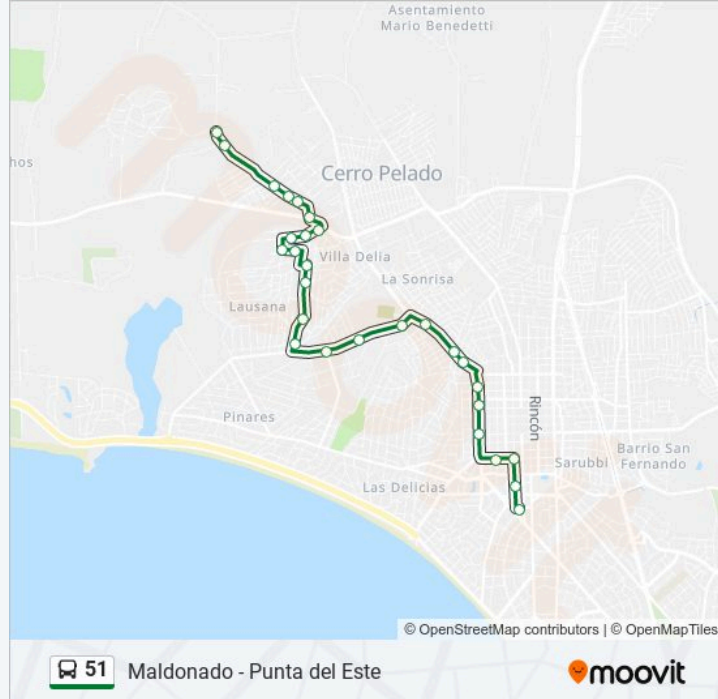 Asentamiento
Mario Benedetti
hos
Cerro Pelado
Villa Delia
La Sonrisa
Lausana
Rincón
Pinares
Barrio San
Fernando
Sarubbi
Las Delicias
© OpenStreetMap contributors | © OpenMapTiles
51 Maldonado - Punta del Este
moovit